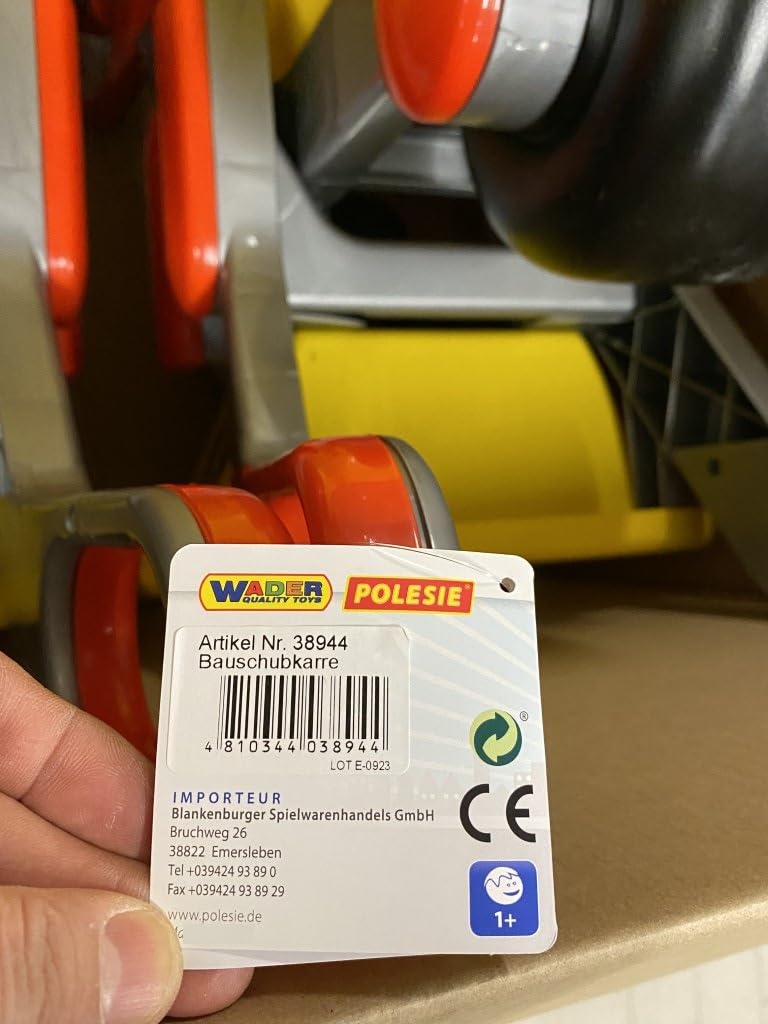 WADER
QUALITY TOYS
POLESIE®
Artikel Nr. 38944
Bauschubkarre
4 810344 038944
LOT E-0923
®
IMPORTEUR
Blankenburger Spielwarenhandels GmbH
Bruchweg 26
38822 Emersleben
Tel +039424 93 89 0
Fax +039424 93 89 29
www.polesie.de
CE
1+